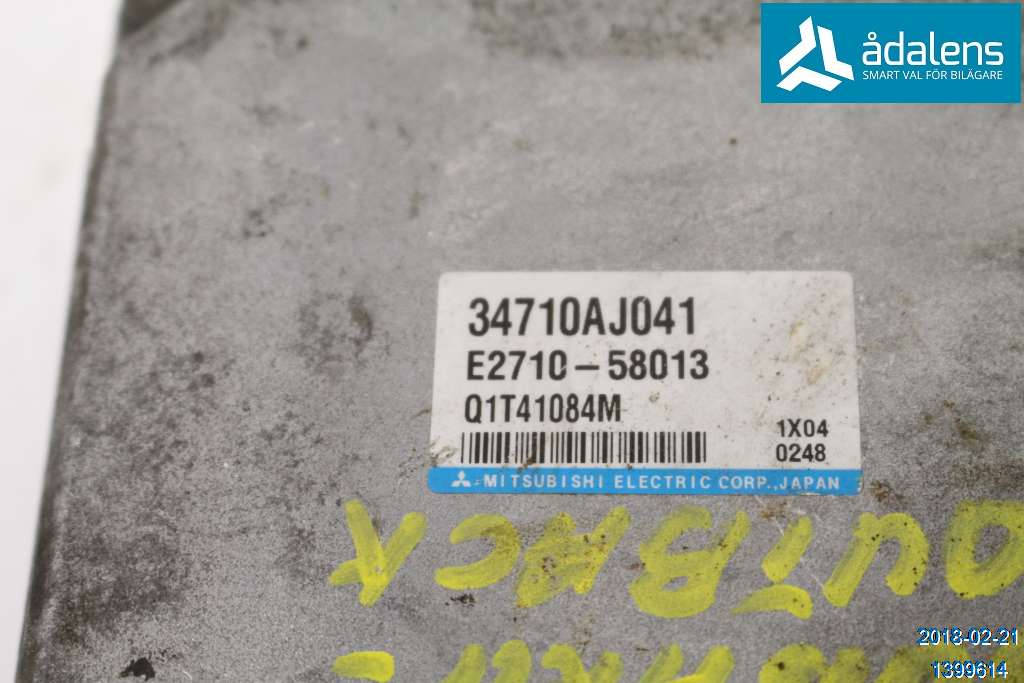 ådalens
SMART VAL FÖR BILÄGARE
34710AJ041
E2710-58013
Q1T41084M
1X04
0248
MITSUBISHI ELECTRIC CORP., JAPAN
OUTBACK
2018-02-21
1399614